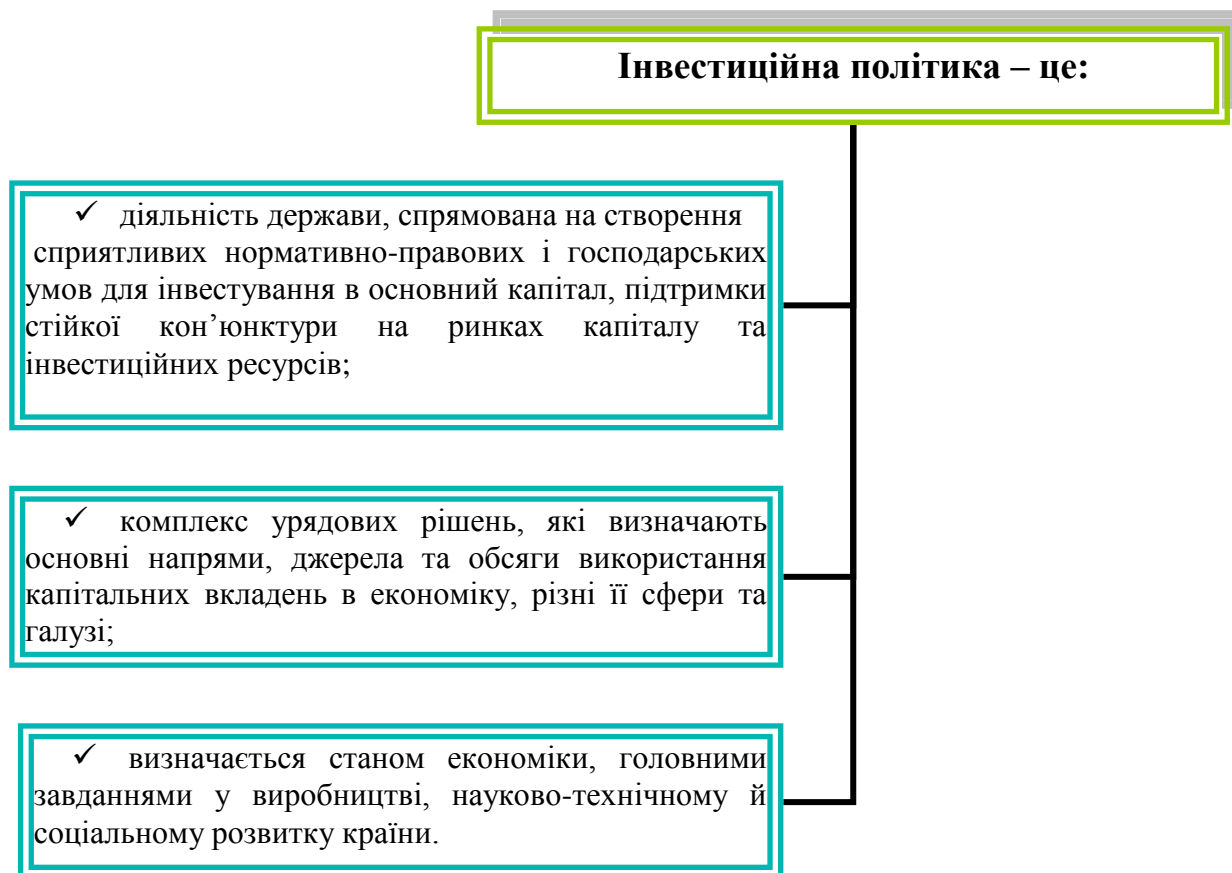 Інвестиційна політика – це:
✓ діяльність держави, спрямована на створення
сприятливих нормативно-правових і господарських
умов для інвестування в основний капітал, підтримки
стійкої кон’юнктури на ринках капіталу та
інвестиційних ресурсів;
✓ комплекс урядових рішень, які визначають
основні напрями, джерела та обсяги використання
капітальних вкладень в економіку, різні її сфери та
галузі;
✓ визначається станом економіки, головними
завданнями у виробництві, науково-технічному й
соціальному розвитку країни.